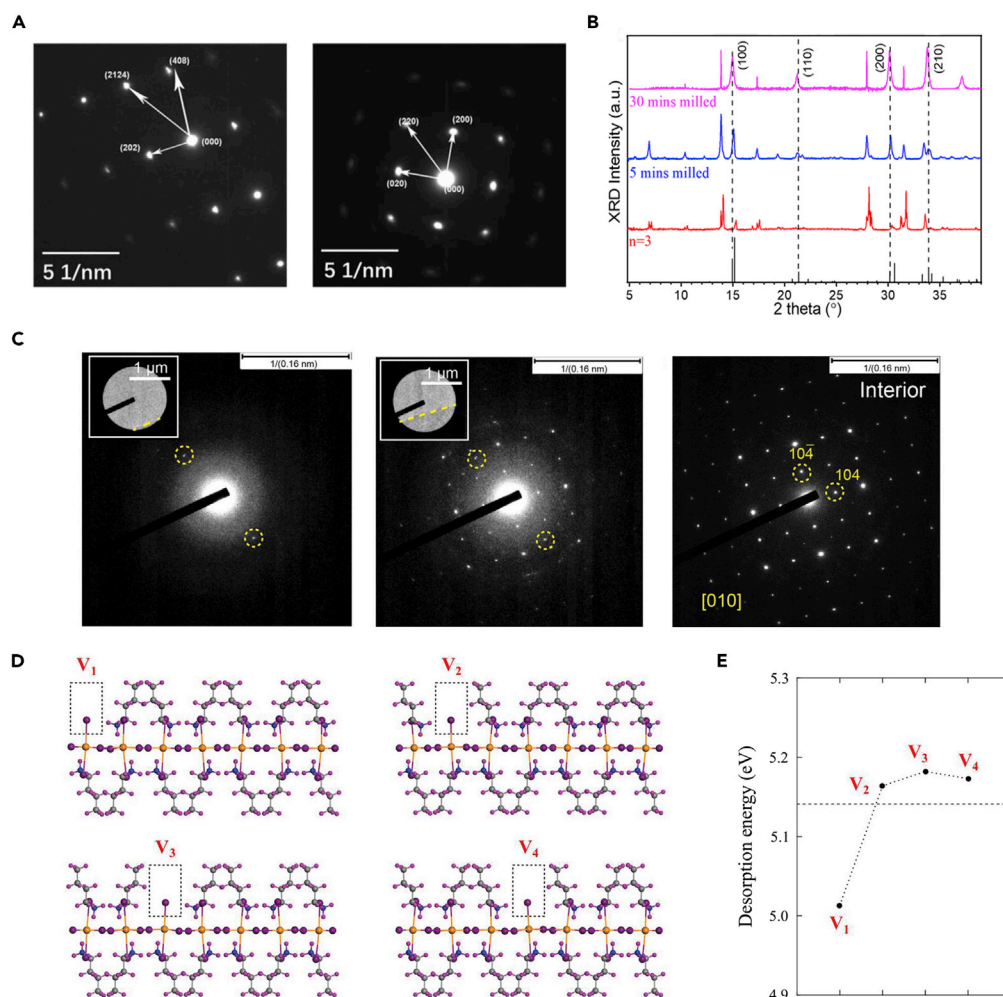 A
(408)
(2124)
(000)
(202)
5 1/nm
(220)
(200)
(020)
(000)
5 1/nm
B
XRD Intensity (a.u.)
(100)
(110)
(200)
(210)
30 mins milled
5 mins milled
n=3
5 10 15 20 25 30 35
2 theta (°)
C
1 μm
1/(0.16 nm)
1 μm
1/(0.16 nm)
1/(0.16 nm)
Interior
104̄
104
[010]
D
V₁
V₂
V₃
V₄
E
Desorption energy (eV)
5.3
5.2
5.1
5.0
4.9
V₁
V₂
V₃
V₄